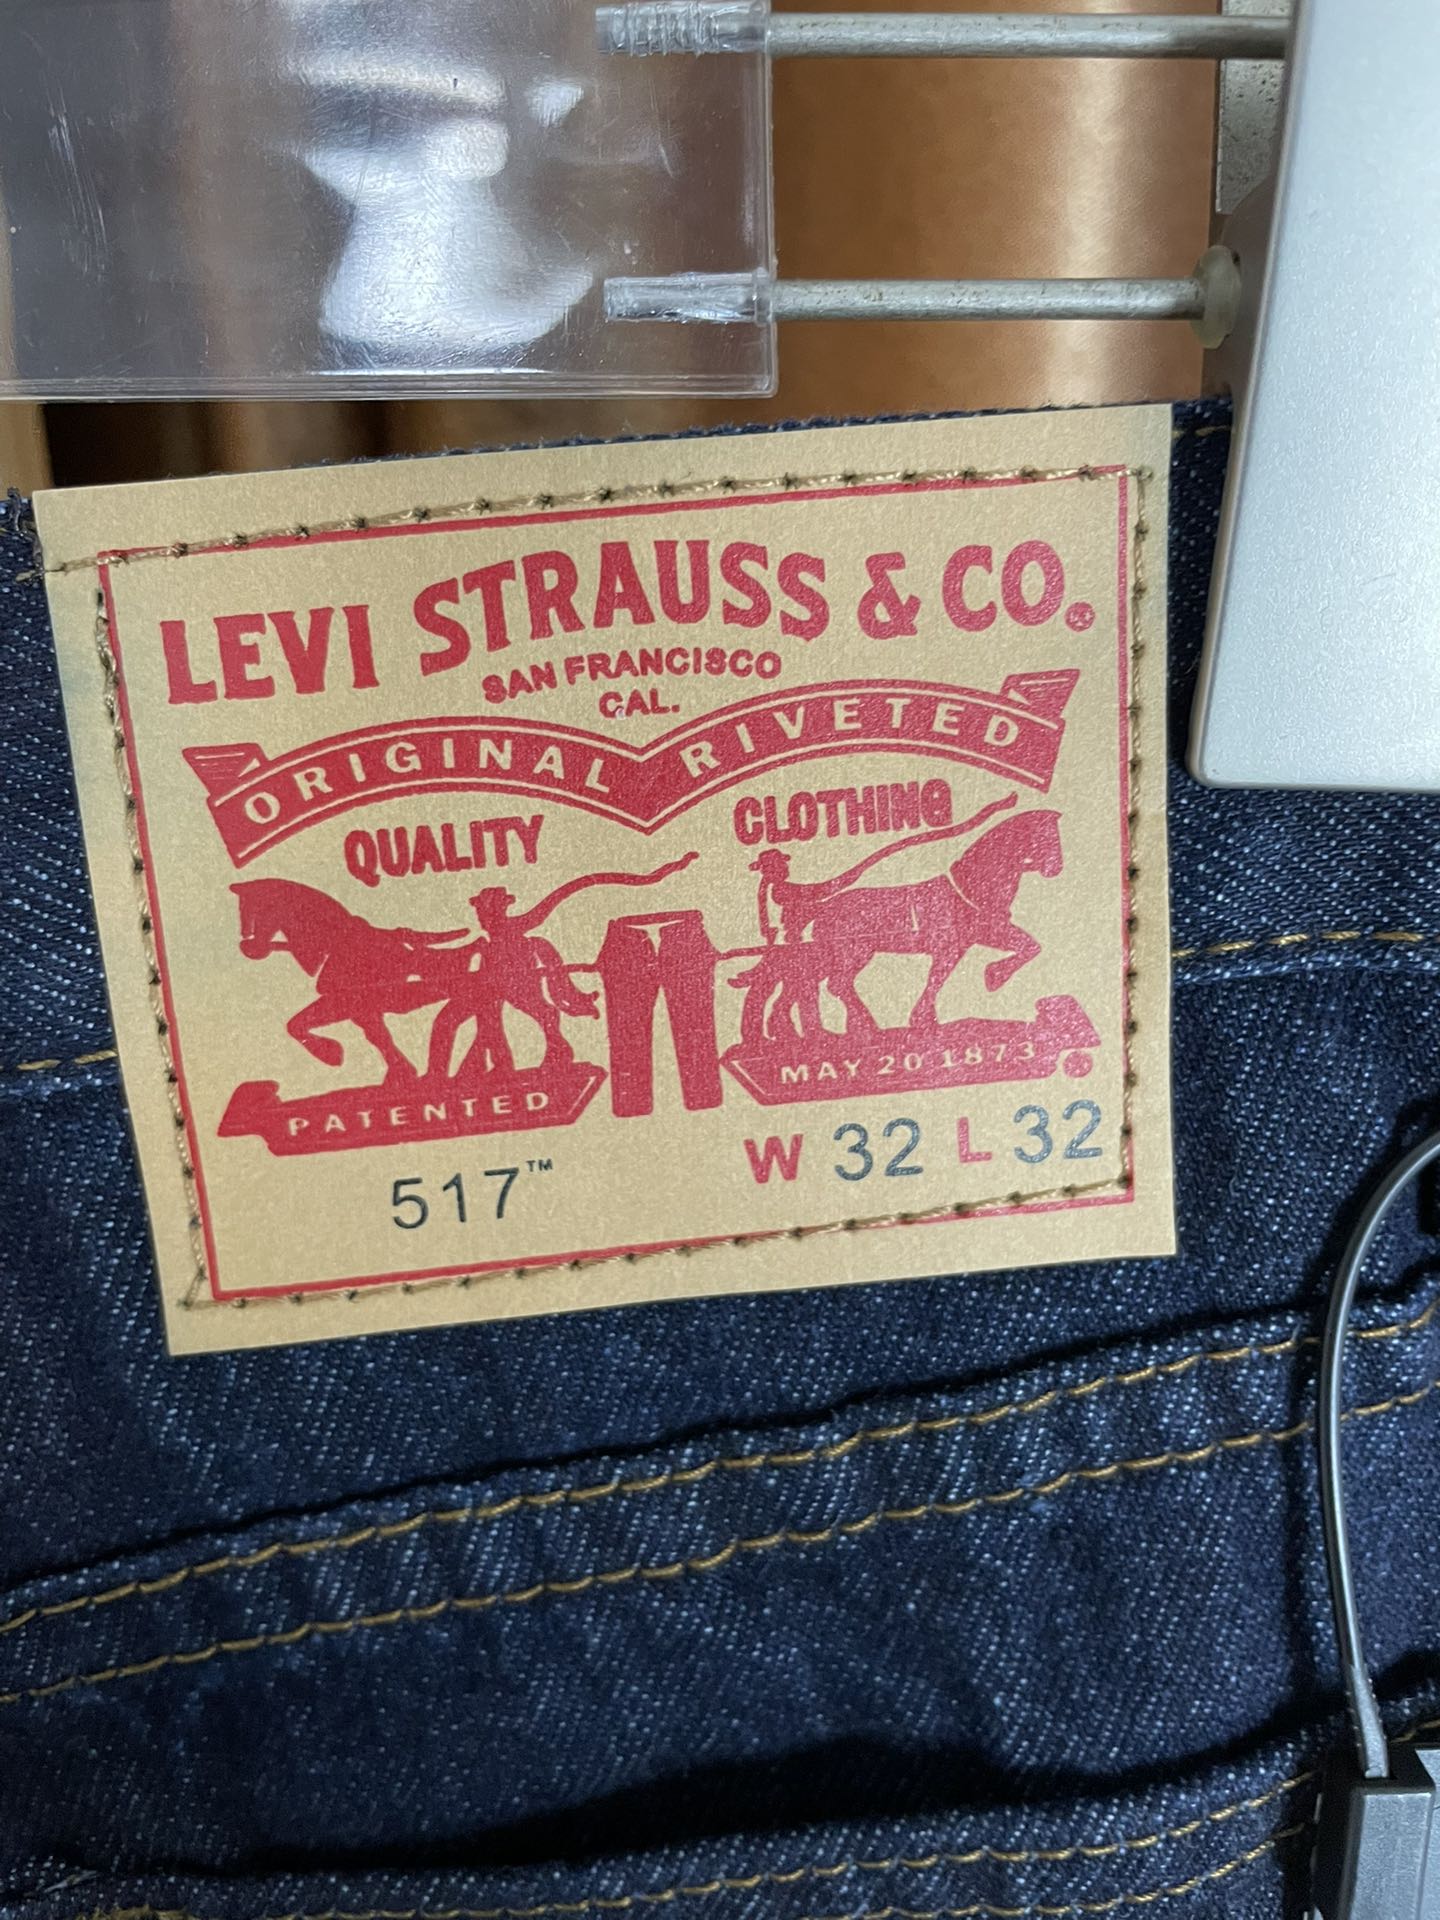 LEVI STRAUSS & CO.
SAN FRANCISCO
CAL.
ORIGINAL RIVETED
QUALITY CLOTHING
PATENTED MAY 20 1873
517™ W 32 L 32